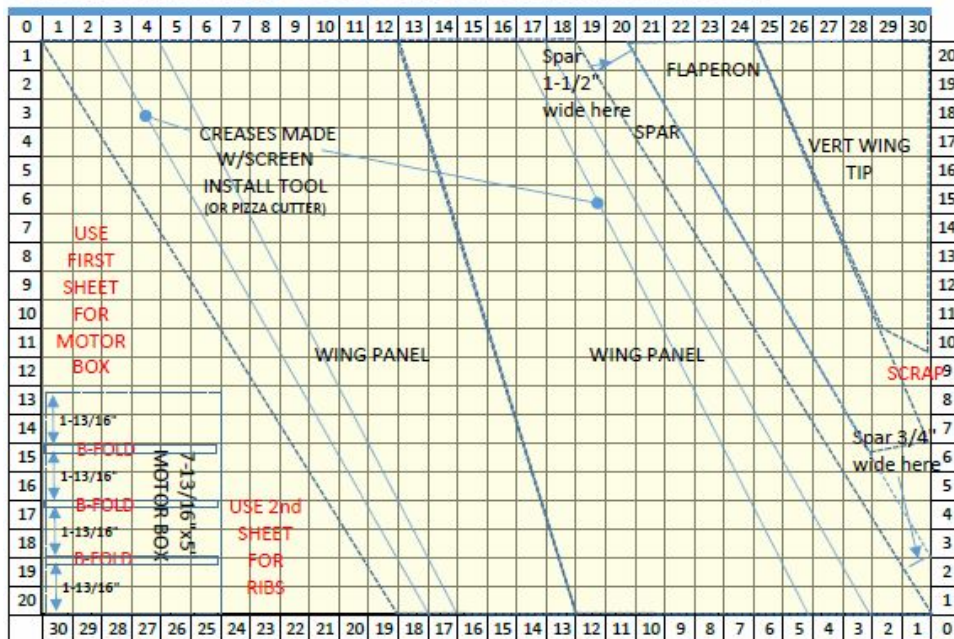 0 1 2 3 4 5 6 7 8 9 10 11 12 13 14 15 16 17 18 19 20 21 22 23 24 25 26 27 28 29 30
1
2
3
4
5
6
7
8
9
10
11
12
13
14
15
16
17
18
19
20
Spar
1-1/2"
wide here
FLAPERON
SPAR
VERT WING
TIP
CREASES MADE
W/SCREEN
INSTALL TOOL
(OR PIZZA CUTTER)
USE
FIRST
SHEET
FOR
MOTOR
BOX
WING PANEL
WING PANEL
SCRAP
Spar 3/4"
wide here
1-13/16"
B-FOLD
1-13/16"
B-FOLD
1-13/16"
B-FOLD
1-13/16"
7-13/16"x5'
MOTOR BOX
USE 2nd
SHEET
FOR
RIBS
20
19
18
17
16
15
14
13
12
11
10
9
8
7
6
5
4
3
2
1
30 29 28 27 26 25 24 23 22 21 20 19 18 17 16 15 14 13 12 11 10 9 8 7 6 5 4 3 2 1 0